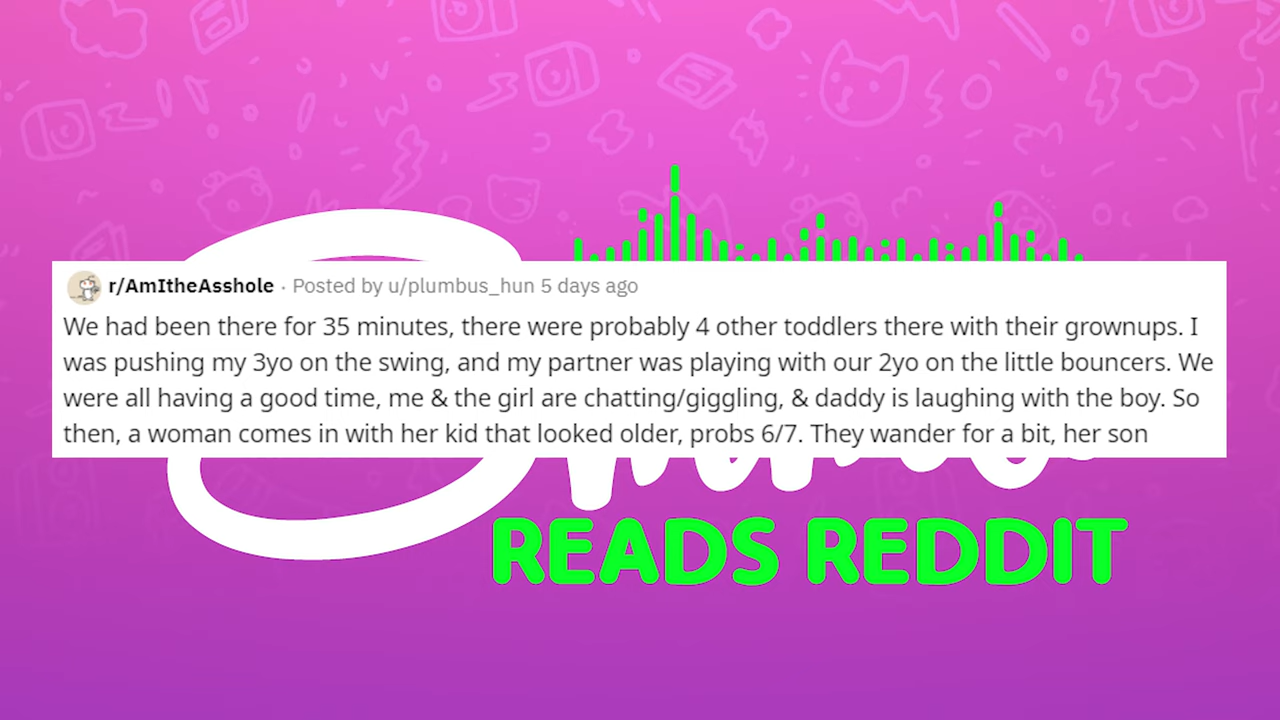 r/AmItheAsshole · Posted by u/plumbus_hun 5 days ago
We had been there for 35 minutes, there were probably 4 other toddlers there with their grownups. I
was pushing my 3yo on the swing, and my partner was playing with our 2yo on the little bouncers. We
were all having a good time, me & the girl are chatting/giggling, & daddy is laughing with the boy. So
then, a woman comes in with her kid that looked older, probs 6/7. They wander for a bit, her son
READS REDDIT